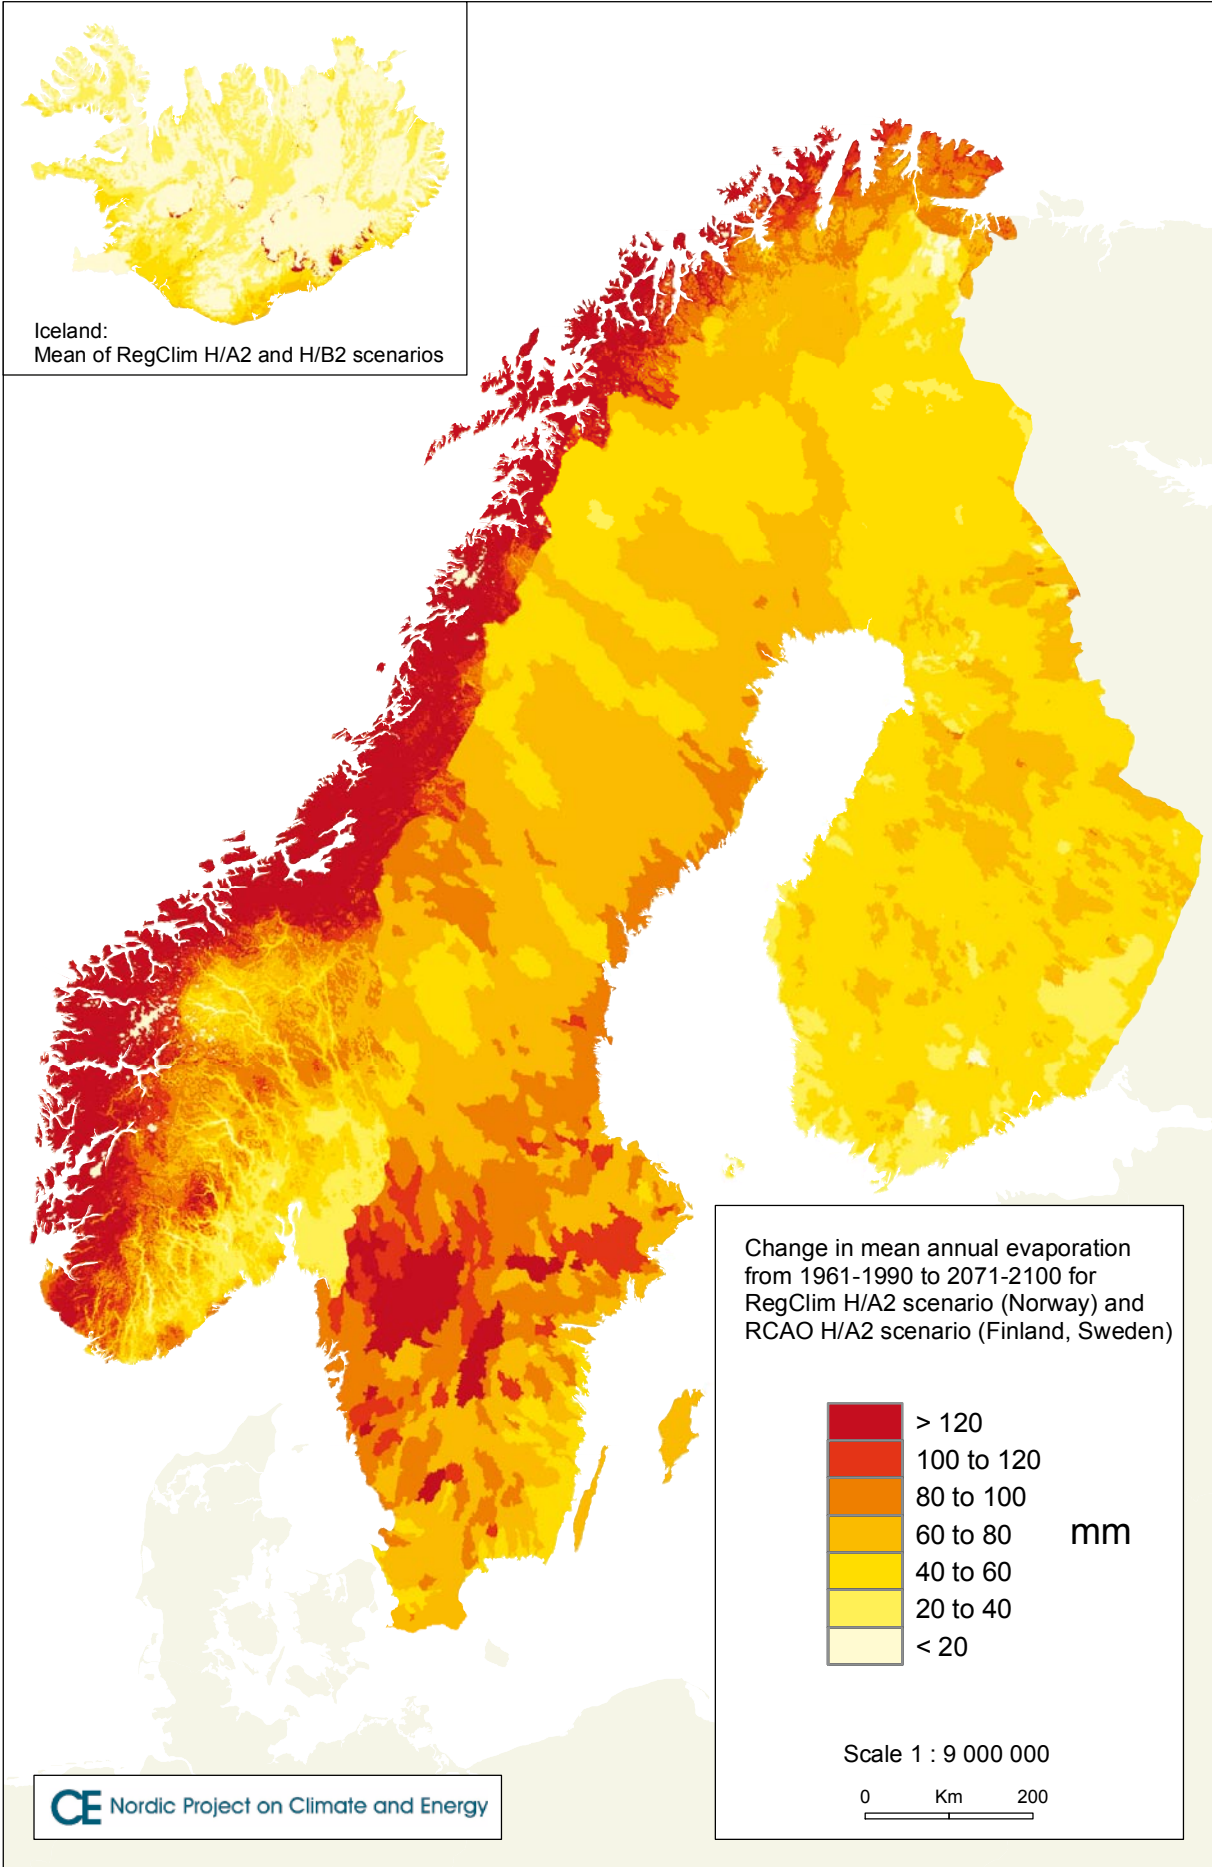 Iceland:
Mean of RegClim H/A2 and H/B2 scenarios
Change in mean annual evaporation
from 1961-1990 to 2071-2100 for
RegClim H/A2 scenario (Norway) and
RCAO H/A2 scenario (Finland, Sweden)
> 120
100 to 120
80 to 100
60 to 80
mm
40 to 60
20 to 40
< 20
Scale 1 : 9 000 000
0 Km 200
CE Nordic Project on Climate and Energy